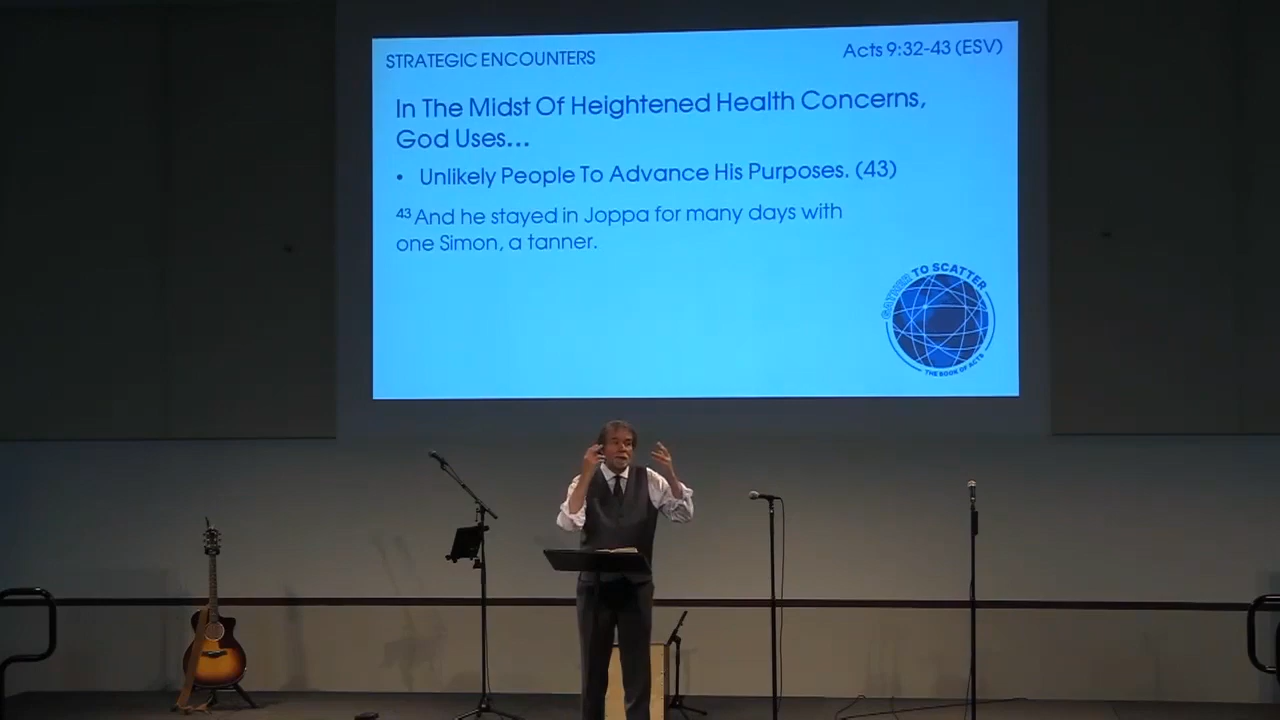 STRATEGIC ENCOUNTERS
Acts 9:32-43 (ESV)
In The Midst Of Heightened Health Concerns,
God Uses...
• Unlikely People To Advance His Purposes. (43)
43 And he stayed in Joppa for many days with
one Simon, a tanner.
GATHER TO SCATTER
THE BOOK OF ACTS